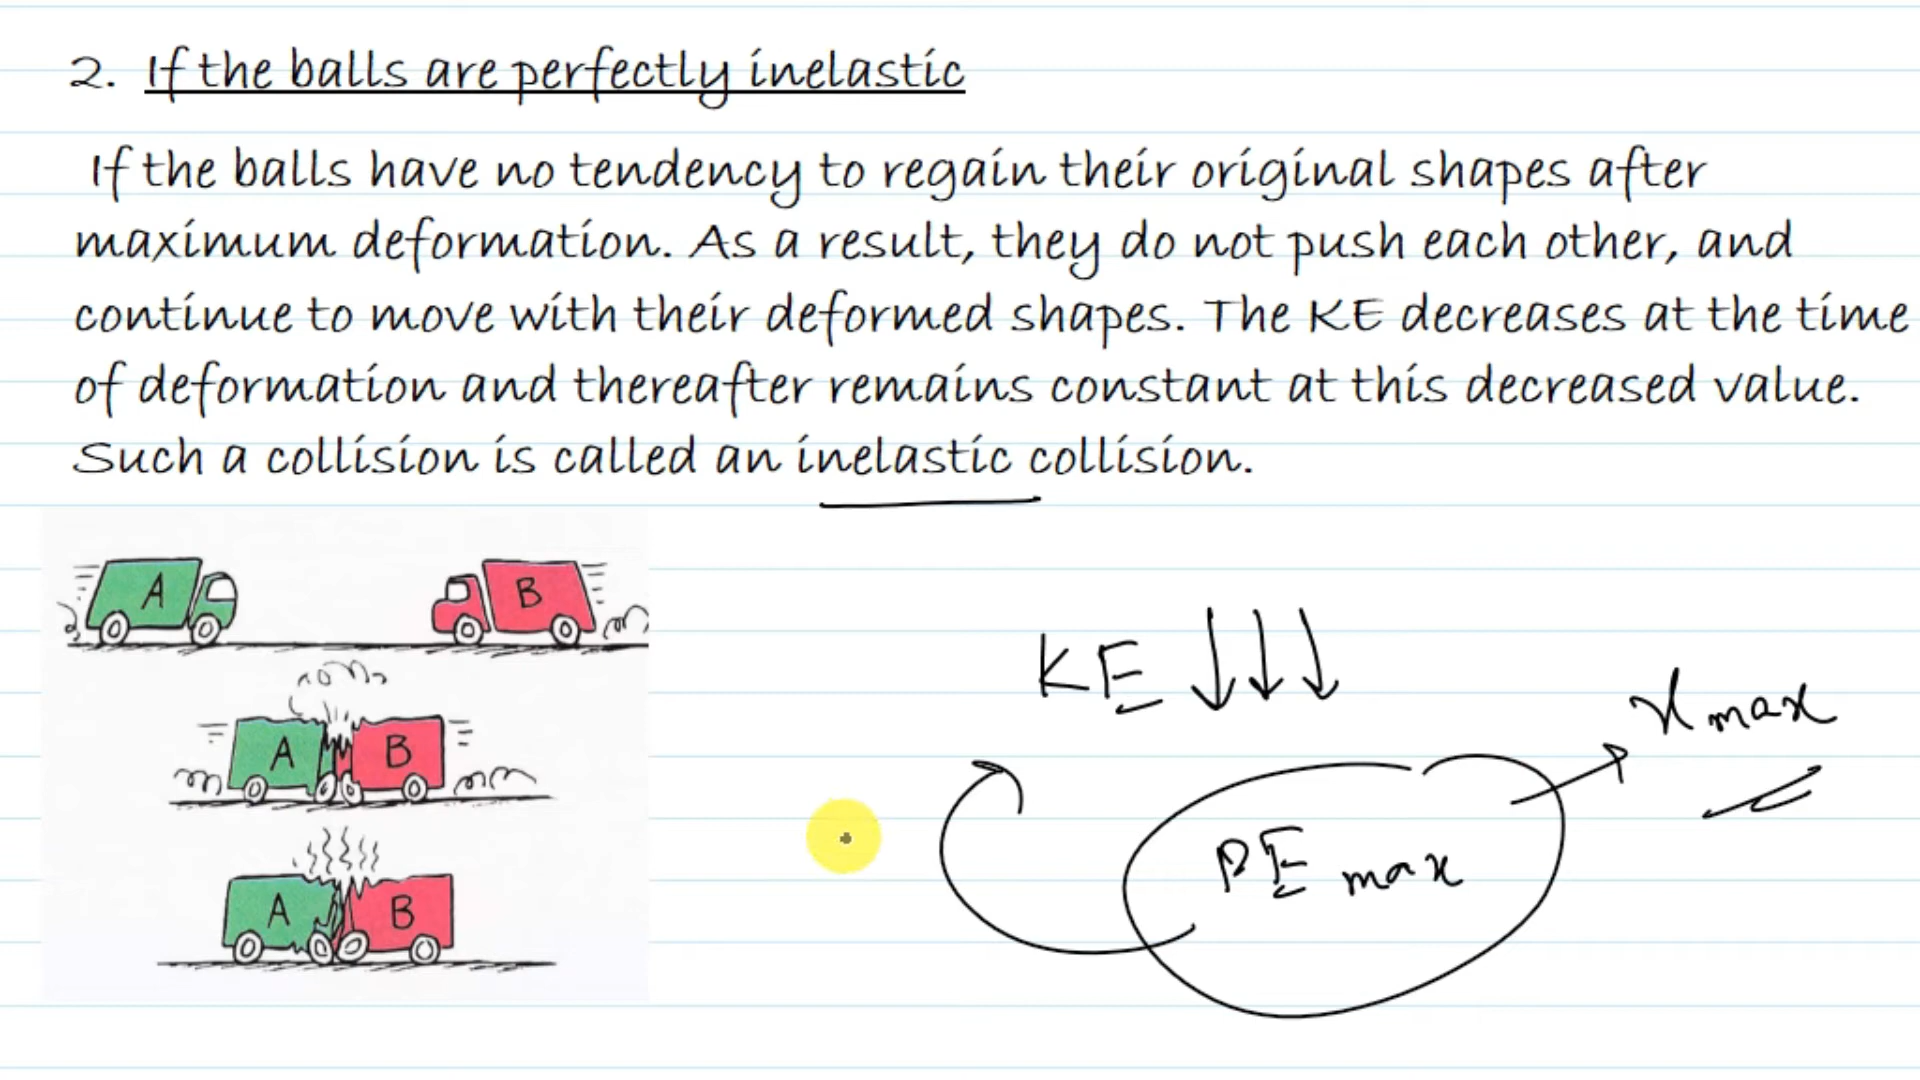 2. If the balls are perfectly inelastic
If the balls have no tendency to regain their original shapes after
maximum deformation. As a result, they do not push each other, and
continue to move with their deformed shapes. The KE decreases at the time
of deformation and thereafter remains constant at this decreased value.
Such a collision is called an inelastic collision.
A B
A B
A B
KE ↓↓↓
x max
PE max